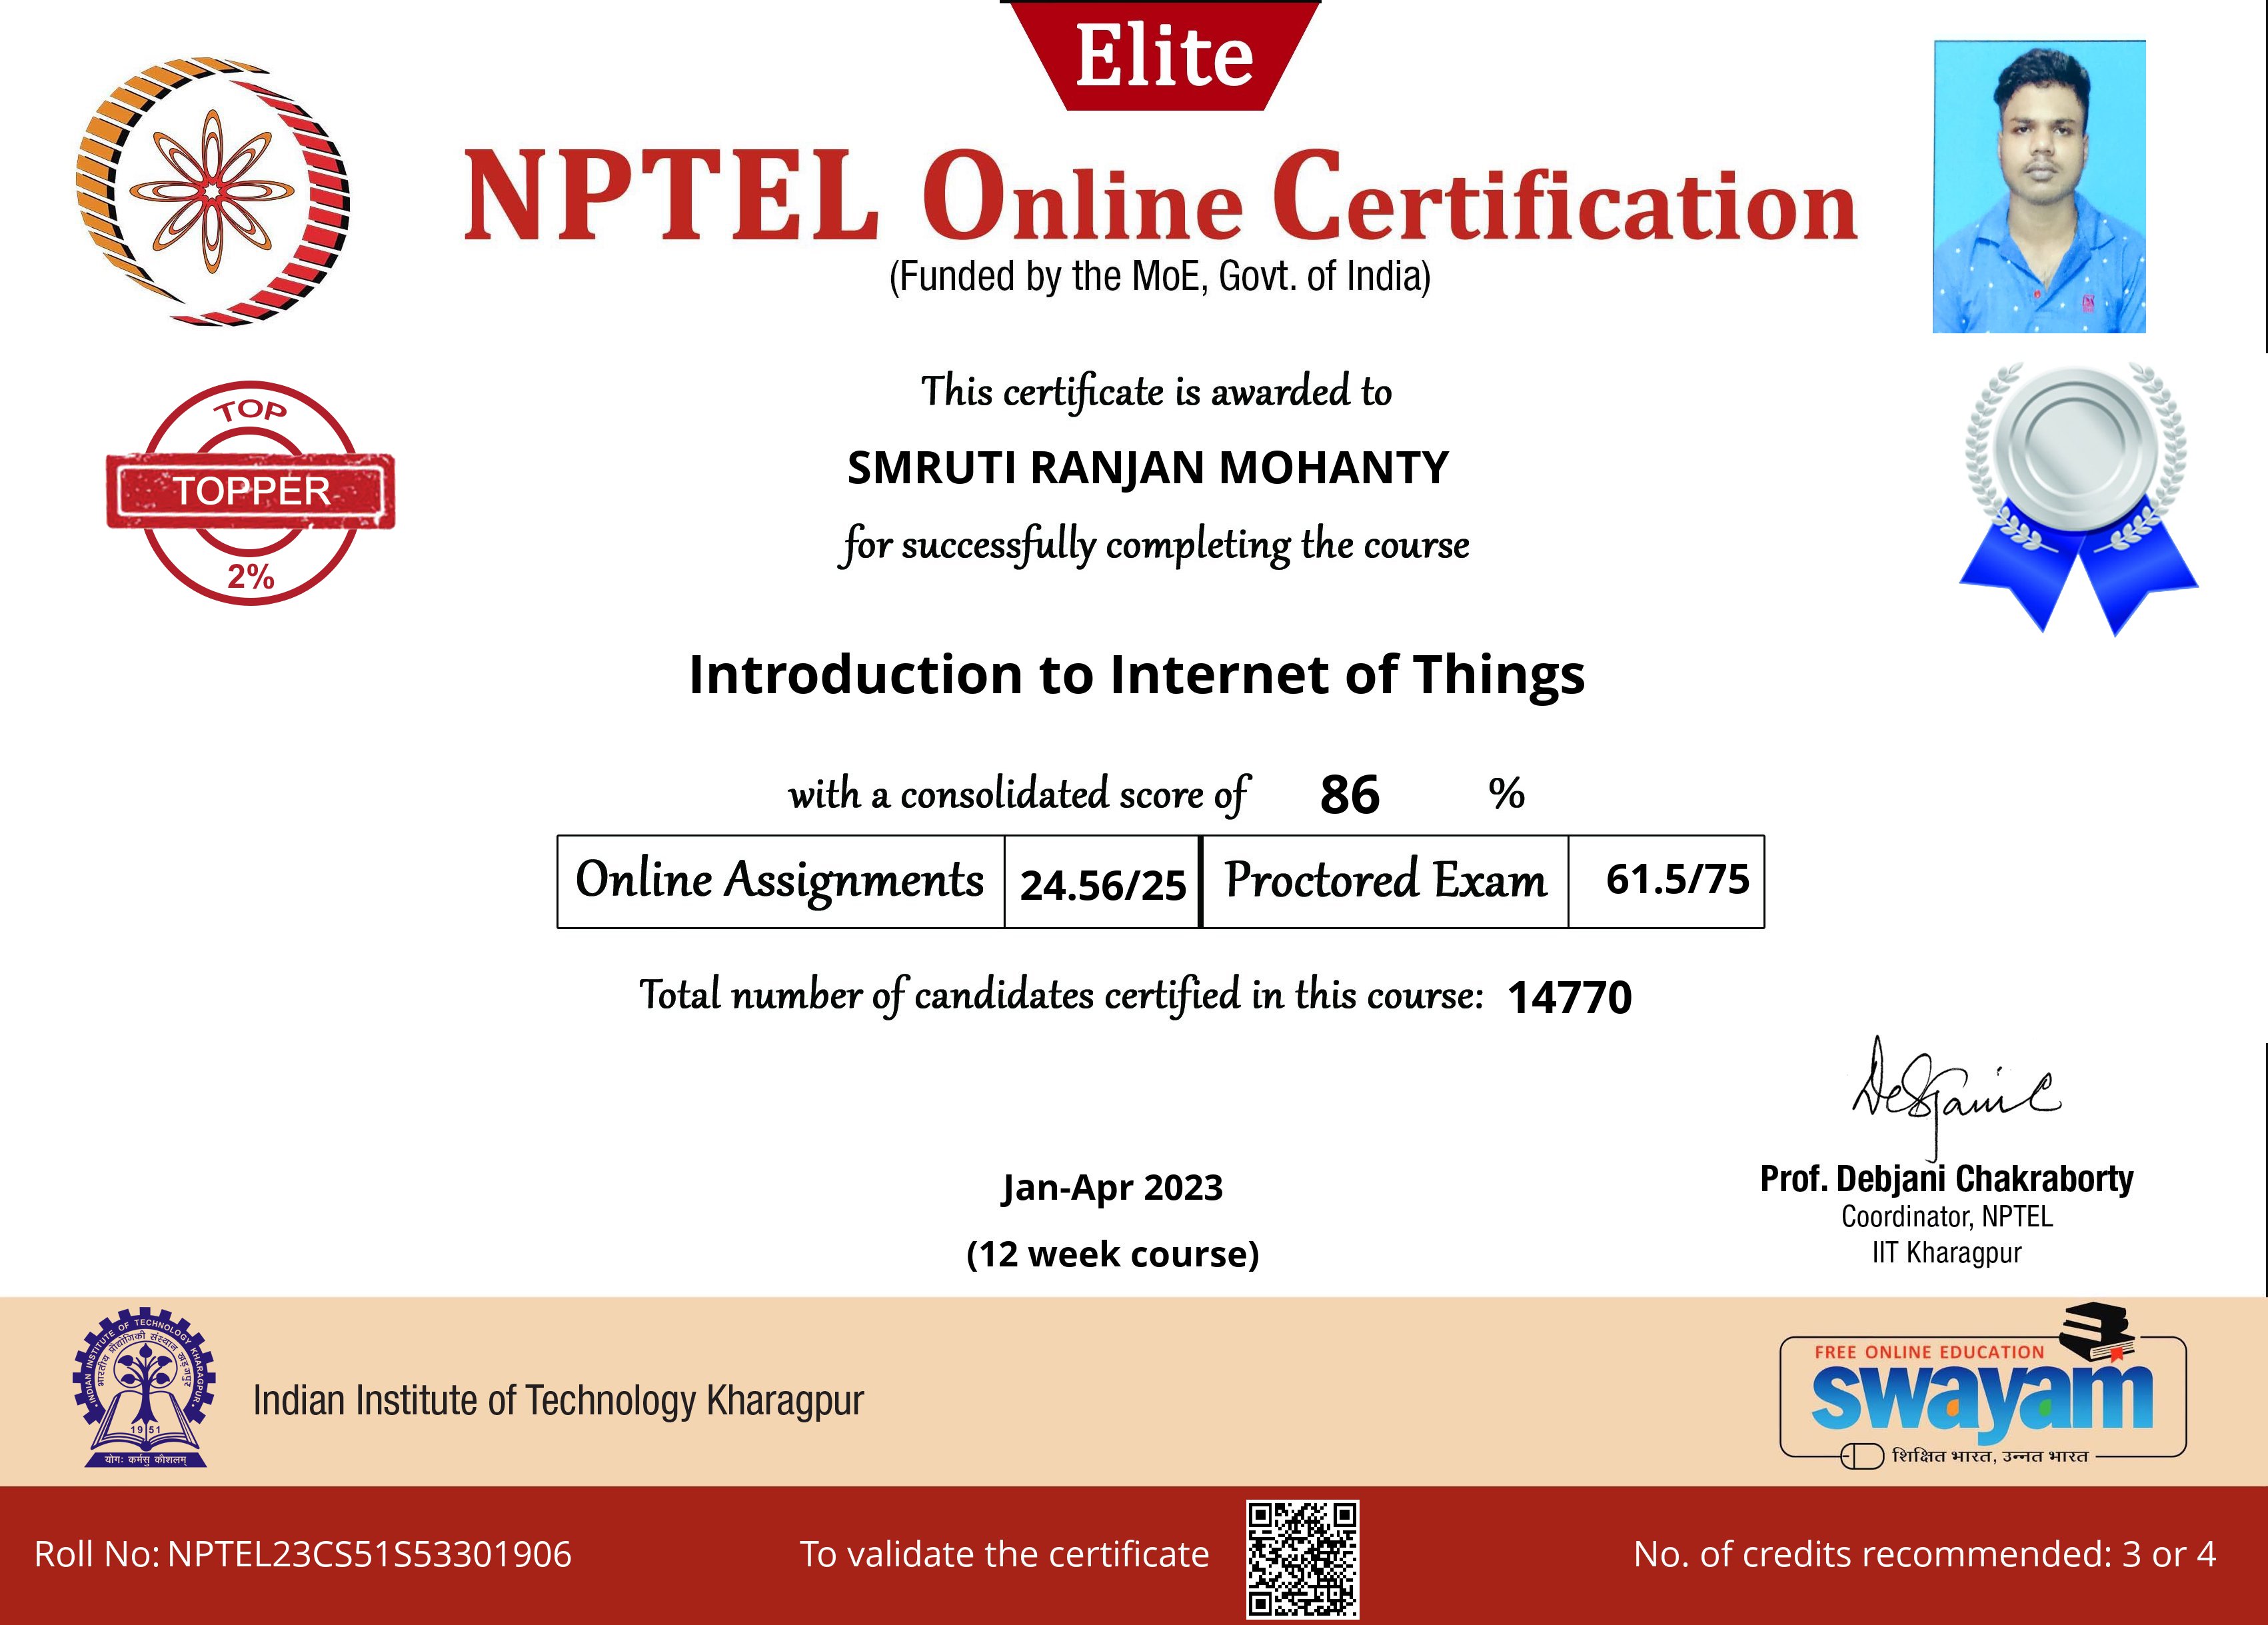 Elite
NPTEL Online Certification
(Funded by the MoE, Govt. of India)
TOP
TOPPER
2%
This certificate is awarded to
SMRUTI RANJAN MOHANTY
for successfully completing the course
Introduction to Internet of Things
with a consolidated score of 86 %
Online Assignments 24.56/25 Proctored Exam 61.5/75
Total number of candidates certified in this course: 14770
Jan-Apr 2023
(12 week course)
Prof. Debjani Chakraborty
Coordinator, NPTEL
IIT Kharagpur
INDIAN INSTITUTE OF TECHNOLOGY KHARAGPUR
भारतीय प्रौद्योगिकी संस्थान खड़गपुर
1951
योगः कर्मसु कौशलम्
Indian Institute of Technology Kharagpur
FREE ONLINE EDUCATION
swayam
शिक्षित भारत, उन्नत भारत
Roll No: NPTEL23CS51S53301906
To validate the certificate
No. of credits recommended: 3 or 4